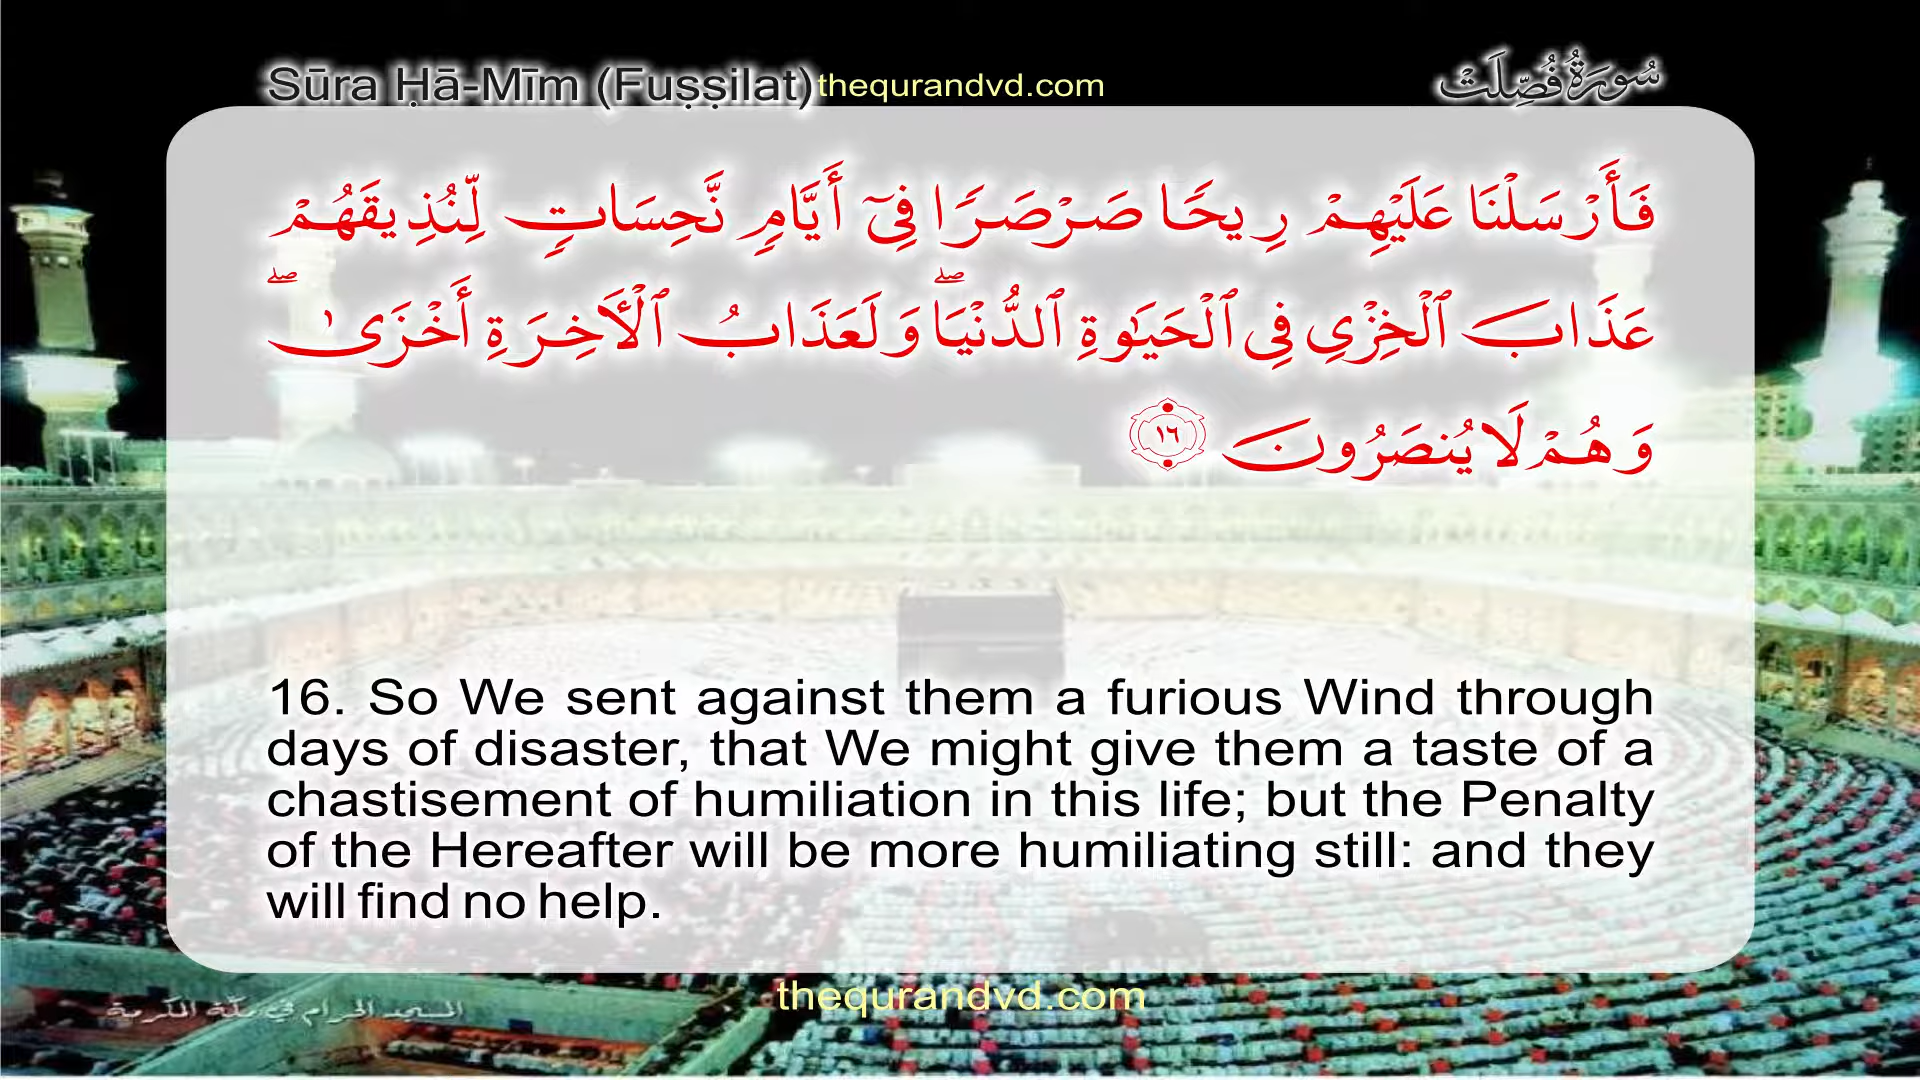 Sūra Ḥā-Mīm (Fuṣṣilat) thequrandvd.com سُورَةُ فُصِّلَتْ
فَأَرْسَلْنَا عَلَيْهِمْ رِيحًا صَرْصَرًا فِىٓ أَيَّامٍ نَّحِسَاتٍ لِّنُذِيقَهُمْ
عَذَابَ ٱلْخِزْىِ فِى ٱلْحَيَوٰةِ ٱلدُّنْيَا ۖ وَلَعَذَابُ ٱلْـَٔاخِرَةِ أَخْزَىٰ ۖ
وَهُمْ لَا يُنصَرُونَ ١٦
16. So We sent against them a furious Wind through
days of disaster, that We might give them a taste of a
chastisement of humiliation in this life; but the Penalty
of the Hereafter will be more humiliating still: and they
will find no help.
thequrandvd.com
المسجد الحرام في مكة المكرمة